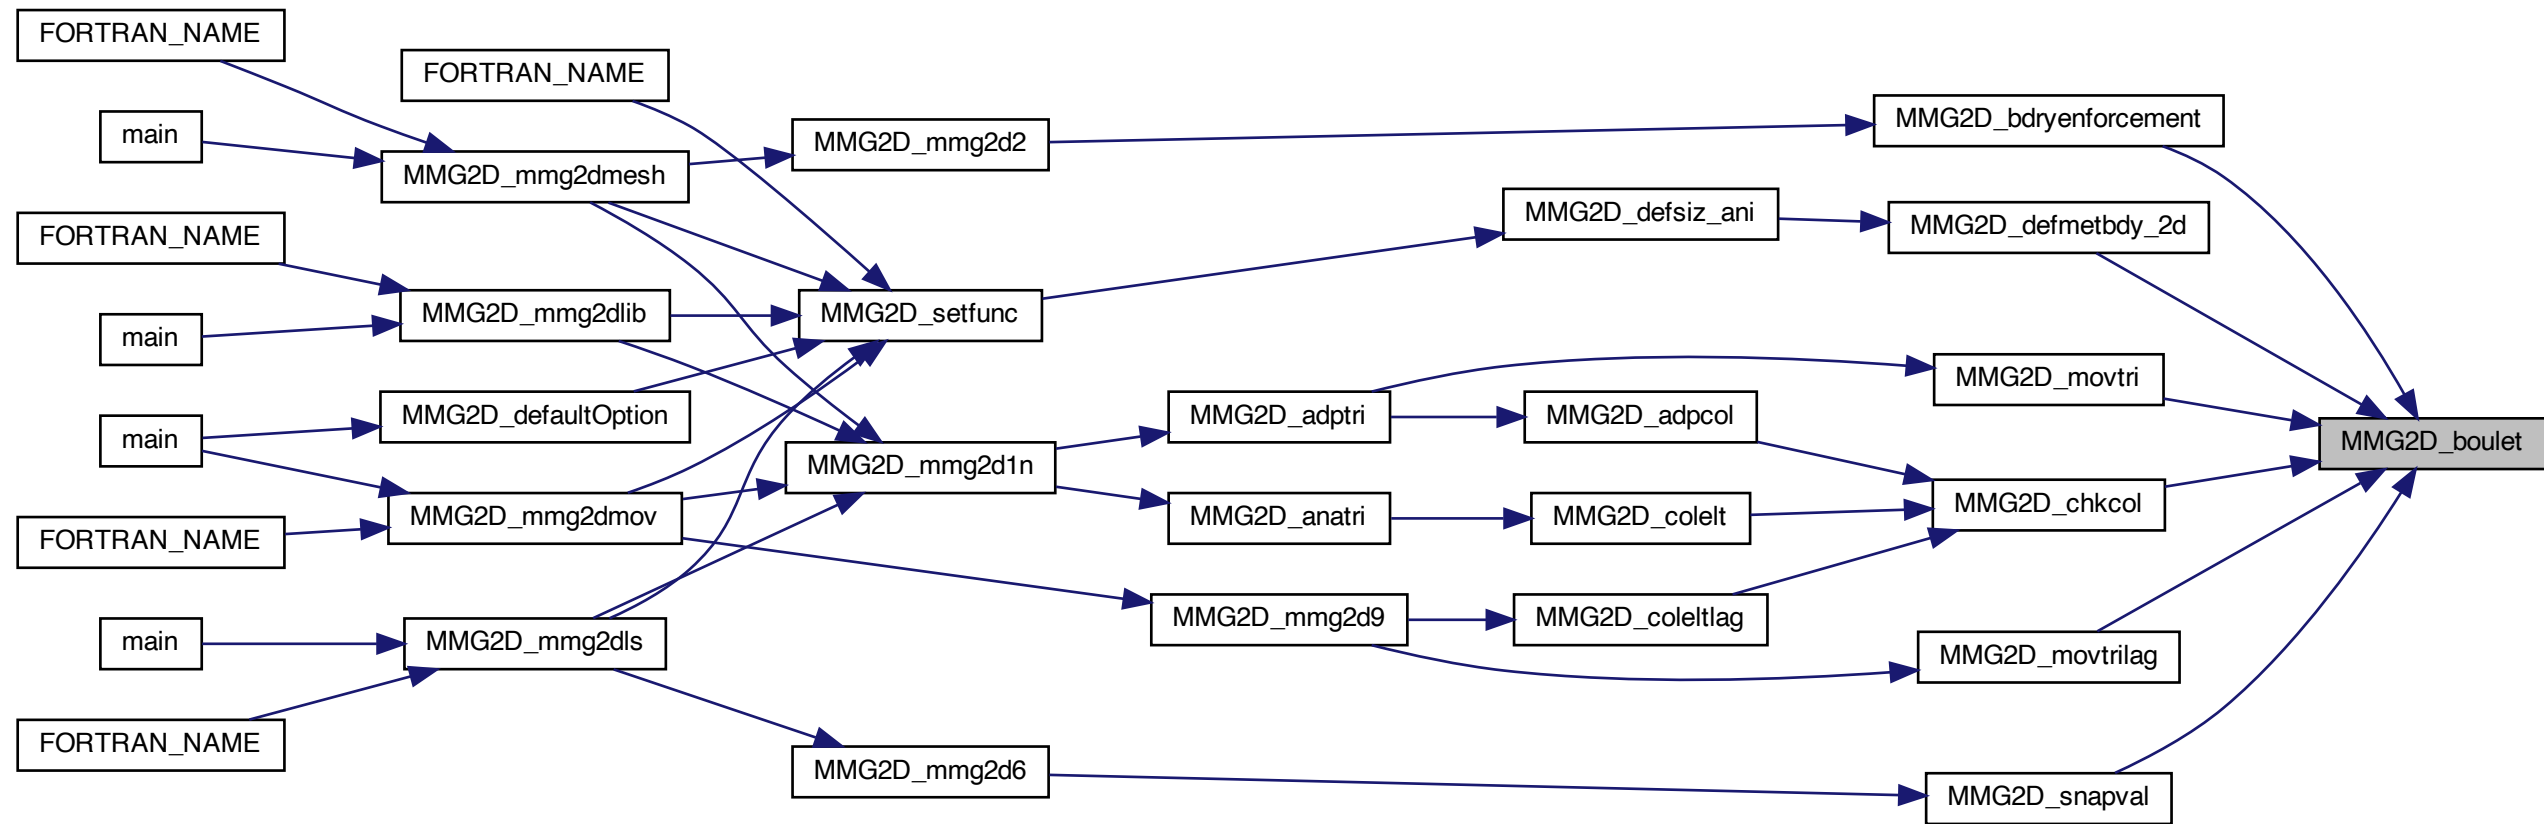 FORTRAN_NAME
FORTRAN_NAME
main
MMG2D_mmg2d2
MMG2D_bdryenforcement
MMG2D_mmg2dmesh
FORTRAN_NAME
MMG2D_defsiz_ani
MMG2D_defmetbdy_2d
MMG2D_mmg2dlib
MMG2D_setfunc
main
MMG2D_movtri
MMG2D_defaultOption
MMG2D_adptri
MMG2D_adpcol
main
MMG2D_boulet
MMG2D_mmg2d1n
MMG2D_mmg2dmov
MMG2D_anatri
MMG2D_colelt
MMG2D_chkcol
FORTRAN_NAME
MMG2D_mmg2d9
MMG2D_coleltlag
main
MMG2D_mmg2dls
MMG2D_movtrilag
FORTRAN_NAME
MMG2D_mmg2d6
MMG2D_snapval